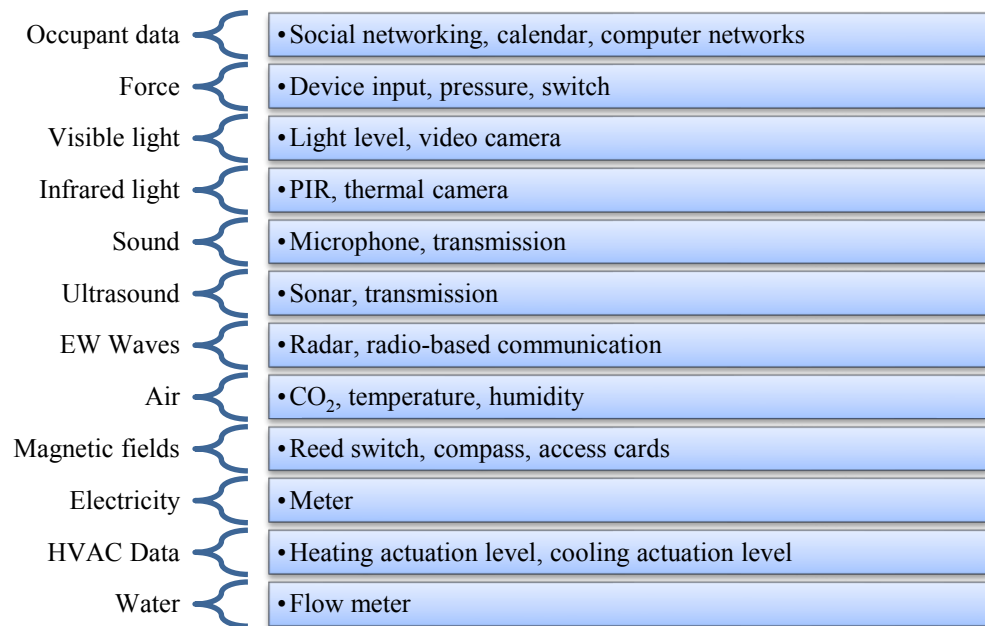 Occupant data
•Social networking, calendar, computer networks
Force
•Device input, pressure, switch
Visible light
•Light level, video camera
Infrared light
•PIR, thermal camera
Sound
•Microphone, transmission
Ultrasound
•Sonar, transmission
EW Waves
•Radar, radio-based communication
Air
•CO₂, temperature, humidity
Magnetic fields
•Reed switch, compass, access cards
Electricity
•Meter
HVAC Data
•Heating actuation level, cooling actuation level
Water
•Flow meter